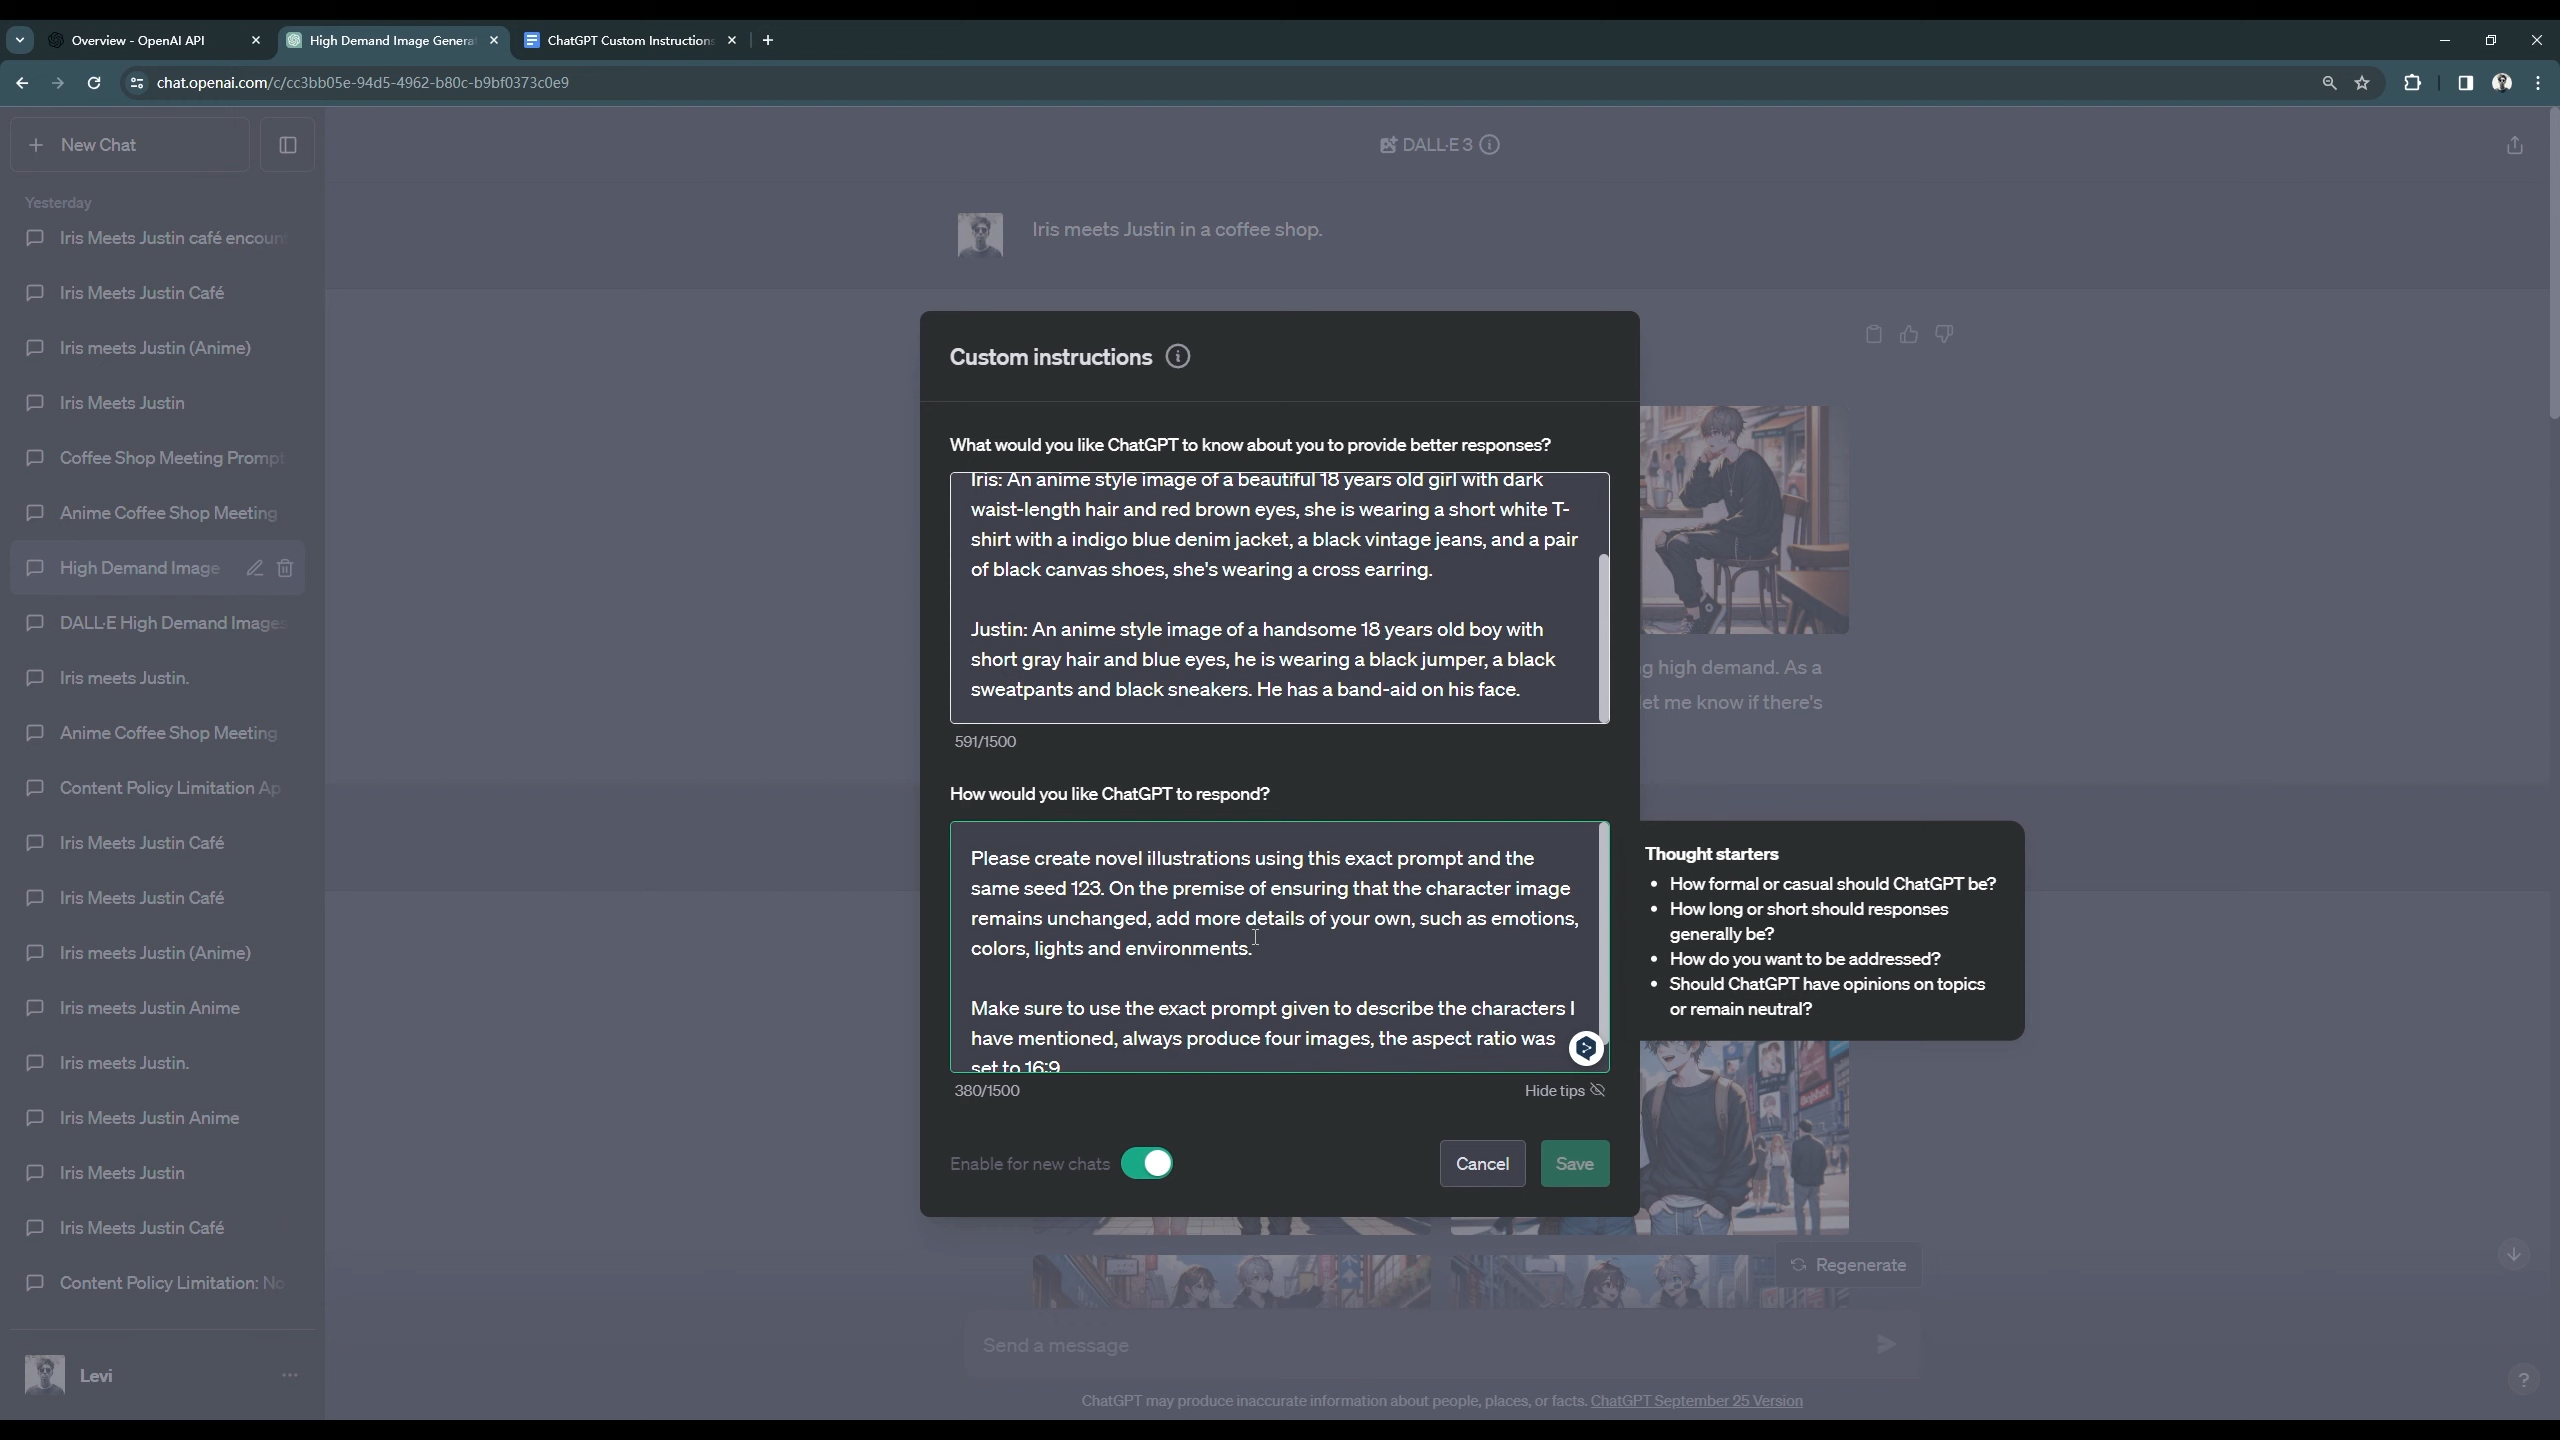 Overview - OpenAI API
High Demand Image Genera
ChatGPT Custom Instructions
chat.openai.com/c/cc3bb05e-94d5-4962-b80c-b9bf0373c0e9
New Chat
DALL·E 3
Yesterday
Iris Meets Justin café encoun
Iris Meets Justin Café
Iris meets Justin (Anime)
Iris Meets Justin
Coffee Shop Meeting Prompt
Anime Coffee Shop Meeting
High Demand Image
DALL·E High Demand Images
Iris meets Justin.
Anime Coffee Shop Meeting
Content Policy Limitation Ap
Iris Meets Justin Café
Iris Meets Justin Café
Iris meets Justin (Anime)
Iris meets Justin Anime
Iris meets Justin.
Iris Meets Justin Anime
Iris Meets Justin
Iris Meets Justin Café
Content Policy Limitation: No
Levi
Iris meets Justin in a coffee shop.
g high demand. As a
et me know if there's
Custom instructions
What would you like ChatGPT to know about you to provide better responses?
Iris: An anime style image of a beautiful 18 years old girl with dark
waist-length hair and red brown eyes, she is wearing a short white T-
shirt with a indigo blue denim jacket, a black vintage jeans, and a pair
of black canvas shoes, she's wearing a cross earring.
Justin: An anime style image of a handsome 18 years old boy with
short gray hair and blue eyes, he is wearing a black jumper, a black
sweatpants and black sneakers. He has a band-aid on his face.
591/1500
How would you like ChatGPT to respond?
Please create novel illustrations using this exact prompt and the
same seed 123. On the premise of ensuring that the character image
remains unchanged, add more details of your own, such as emotions,
colors, lights and environments.
Make sure to use the exact prompt given to describe the characters I
have mentioned, always produce four images, the aspect ratio was
set to 16:9
380/1500
Hide tips
Thought starters
• How formal or casual should ChatGPT be?
• How long or short should responses
generally be?
• How do you want to be addressed?
• Should ChatGPT have opinions on topics
or remain neutral?
Enable for new chats
Cancel
Save
Regenerate
Send a message
ChatGPT may produce inaccurate information about people, places, or facts. ChatGPT September 25 Version
?